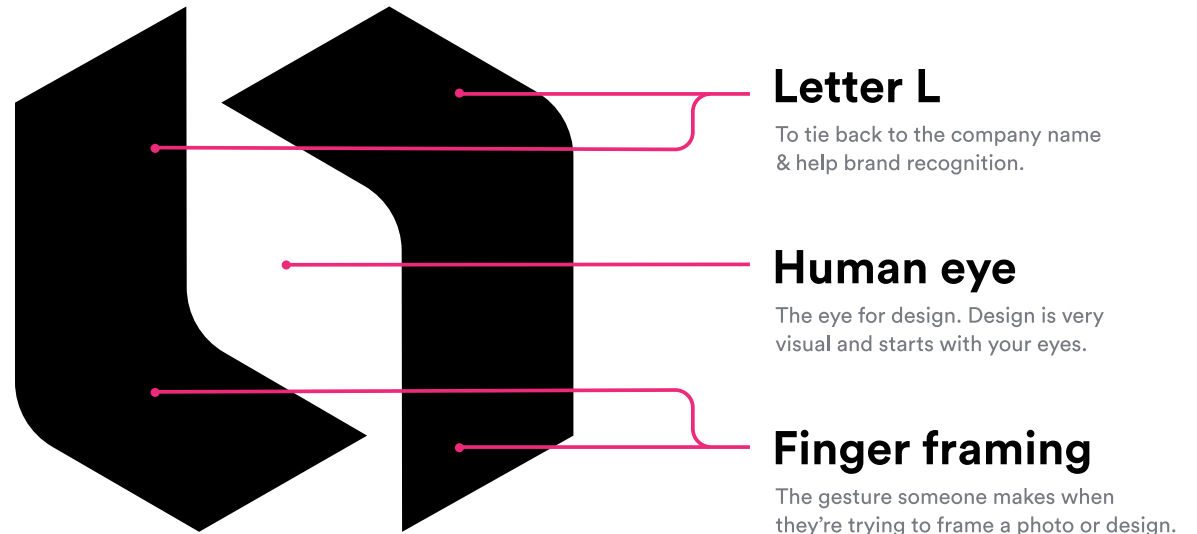 Letter L
To tie back to the company name
& help brand recognition.
Human eye
The eye for design. Design is very
visual and starts with your eyes.
Finger framing
The gesture someone makes when
they’re trying to frame a photo or design.